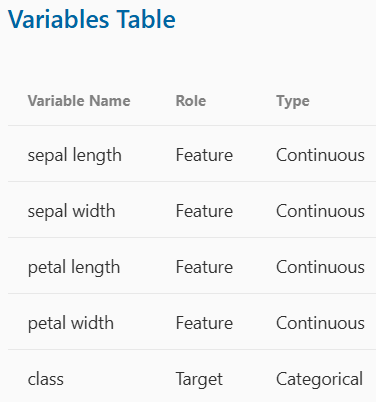 Variables Table
Variable Name Role Type
sepal length Feature Continuous
sepal width Feature Continuous
petal length Feature Continuous
petal width Feature Continuous
class Target Categorical